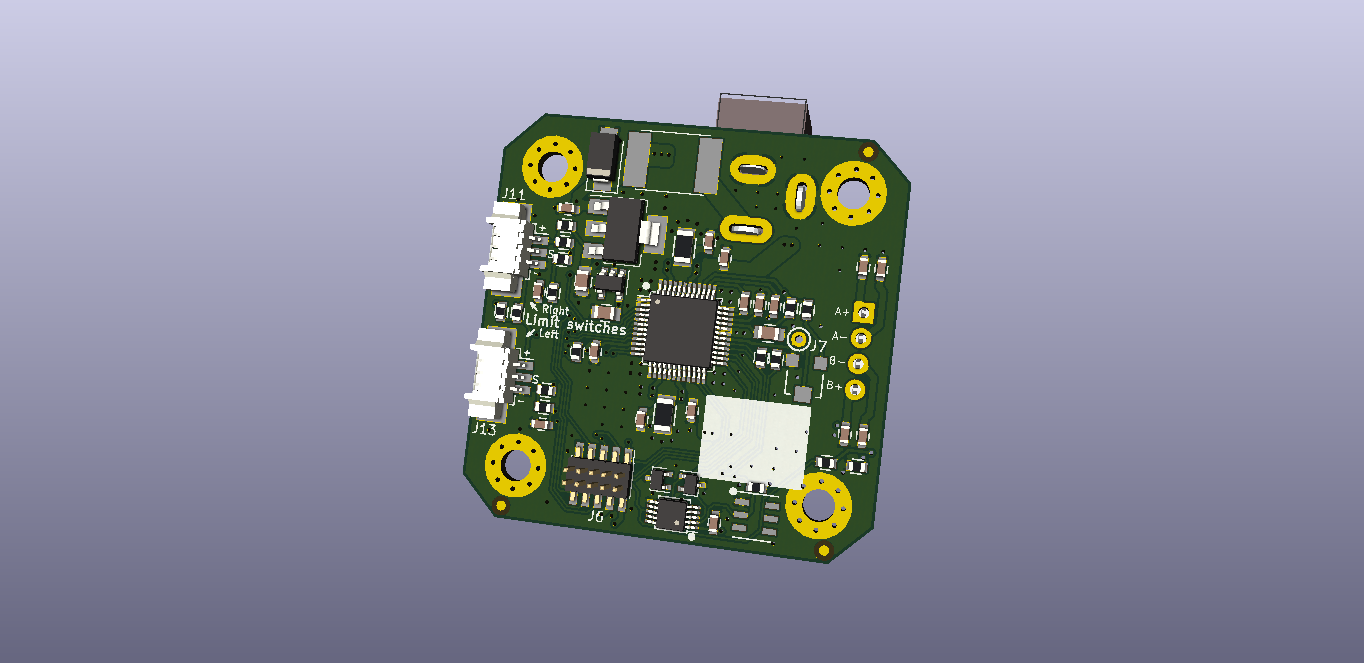 J11
+
S
-
Right
Limit switches
Left
A+
A-
B-
B+
J7
+
S
-
J13
J6